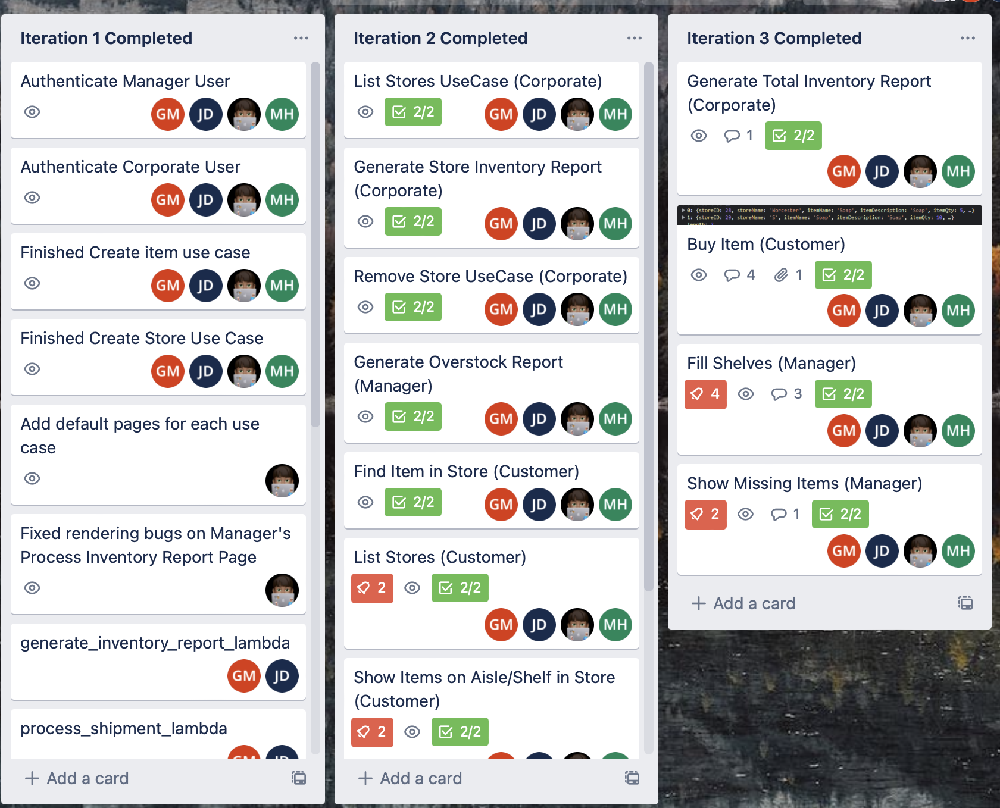 Iteration 1 Completed
Authenticate Manager User
GM JD MH
Authenticate Corporate User
GM JD MH
Finished Create item use case
GM JD MH
Finished Create Store Use Case
GM JD MH
Add default pages for each use
case
Fixed rendering bugs on Manager's
Process Inventory Report Page
generate_inventory_report_lambda
GM JD
process_shipment_lambda
GM JD
+ Add a card
Iteration 2 Completed
List Stores UseCase (Corporate)
2/2 GM JD MH
Generate Store Inventory Report
(Corporate)
2/2 GM JD MH
Remove Store UseCase (Corporate)
2/2 GM JD MH
Generate Overstock Report
(Manager)
2/2 GM JD MH
Find Item in Store (Customer)
2/2 GM JD MH
List Stores (Customer)
2 2/2
GM JD MH
Show Items on Aisle/Shelf in Store
(Customer)
2 2/2
+ Add a card
Iteration 3 Completed
Generate Total Inventory Report
(Corporate)
1 2/2
GM JD MH
0: {storeID: 28, storeName: 'Worcester', itemName: 'Soap', itemDescription: 'Soap', itemQty: 5, …}
1: {storeID: 29, storeName: 'S', itemName: 'Soap', itemDescription: 'Soap', itemQty: 10, …}
length: 2
Buy Item (Customer)
4 1 2/2
GM JD MH
Fill Shelves (Manager)
4 3 2/2
GM JD MH
Show Missing Items (Manager)
2 1 2/2
GM JD MH
+ Add a card